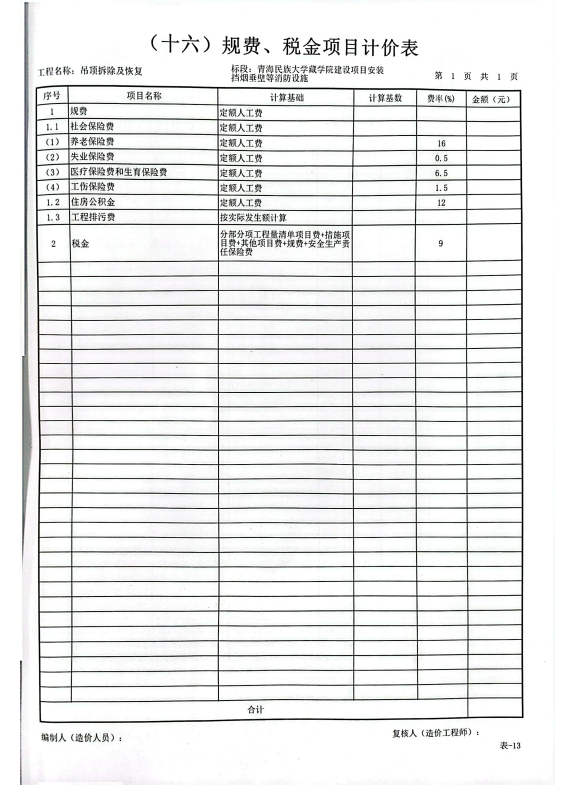 （十六）规费、税金项目计价表
工程名称：吊顶拆除及恢复
标段：青海民族大学藏学院建设项目安装
挡烟垂壁等消防设施
第 1 页 共 1 页
序号 项目名称 计算基础 计算基数 费率(%) 金额（元）
1 规费 定额人工费
1.1 社会保险费 定额人工费
（1） 养老保险费 定额人工费 16
（2） 失业保险费 定额人工费 0.5
（3） 医疗保险费和生育保险费 定额人工费 6.5
（4） 工伤保险费 定额人工费 1.5
1.2 住房公积金 定额人工费 12
1.3 工程排污费 按实际发生额计算
2 税金 分部分项工程量清单项目费+措施项
目费+其他项目费+规费+安全生产责
任保险费 9
合计
编制人（造价人员）：
复核人（造价工程师）：
表-13